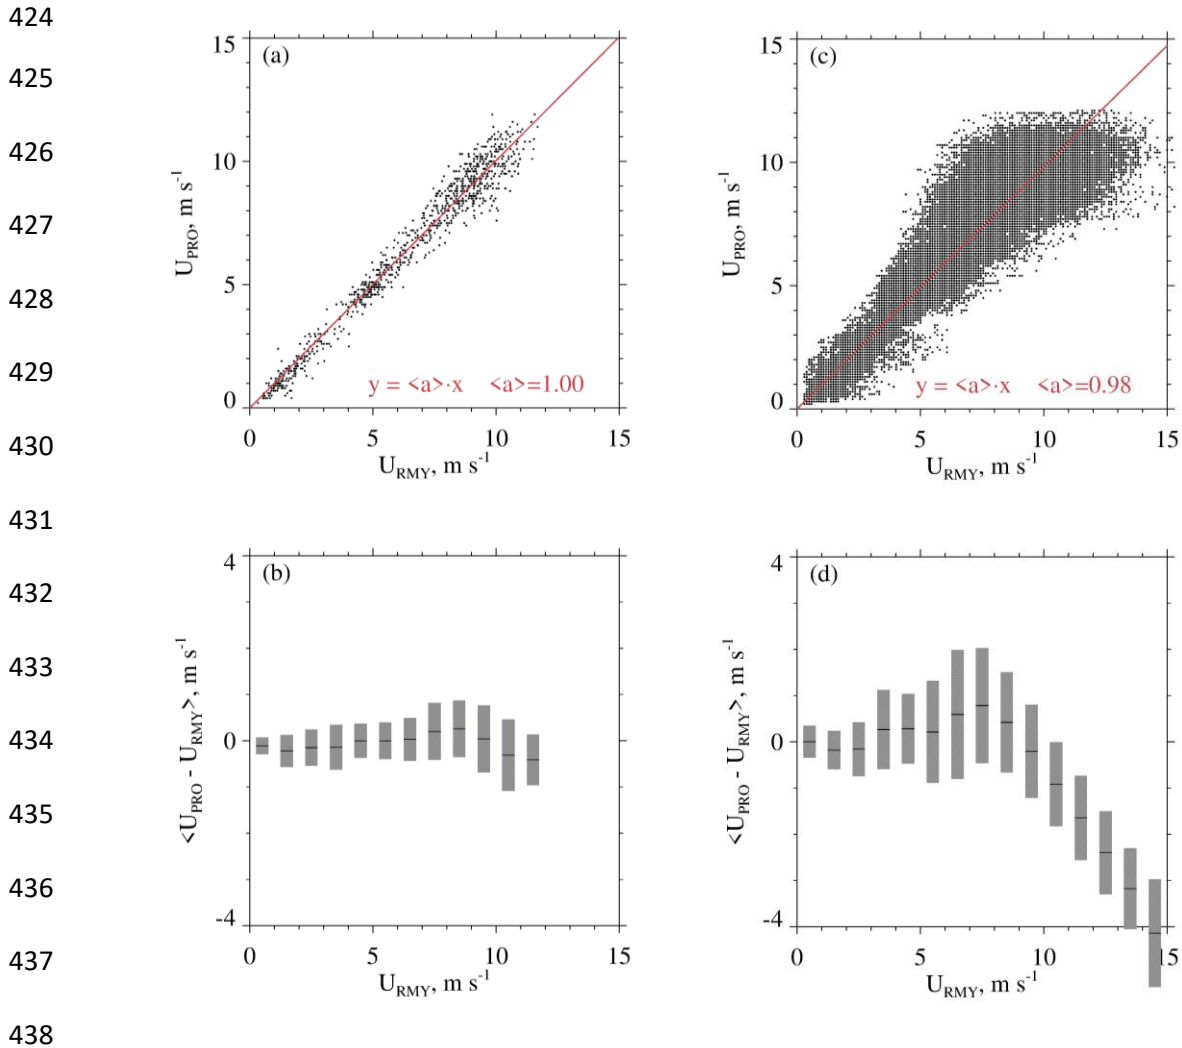 424
425
426
427
428
429
430
431
432
433
434
435
436
437
438
(a)
15
10
5
0
U_PRO, m s⁻¹
y = <a>·x <a>=1.00
0 5 10 15
U_RMY, m s⁻¹
(c)
15
10
5
0
U_PRO, m s⁻¹
y = <a>·x <a>=0.98
0 5 10 15
U_RMY, m s⁻¹
(b)
4
0
-4
<U_PRO - U_RMY>, m s⁻¹
0 5 10 15
U_RMY, m s⁻¹
(d)
4
0
-4
<U_PRO - U_RMY>, m s⁻¹
0 5 10 15
U_RMY, m s⁻¹